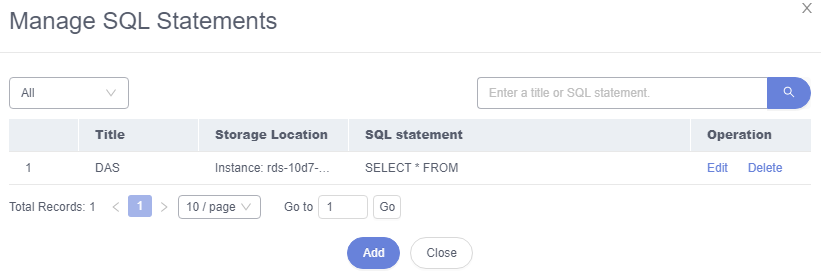 Manage SQL Statements
All
Enter a title or SQL statement.
Title Storage Location SQL statement Operation
1 DAS Instance: rds-10d7-... SELECT * FROM Edit Delete
Total Records: 1 < 1 > 10 / page Go to 1 Go
Add Close